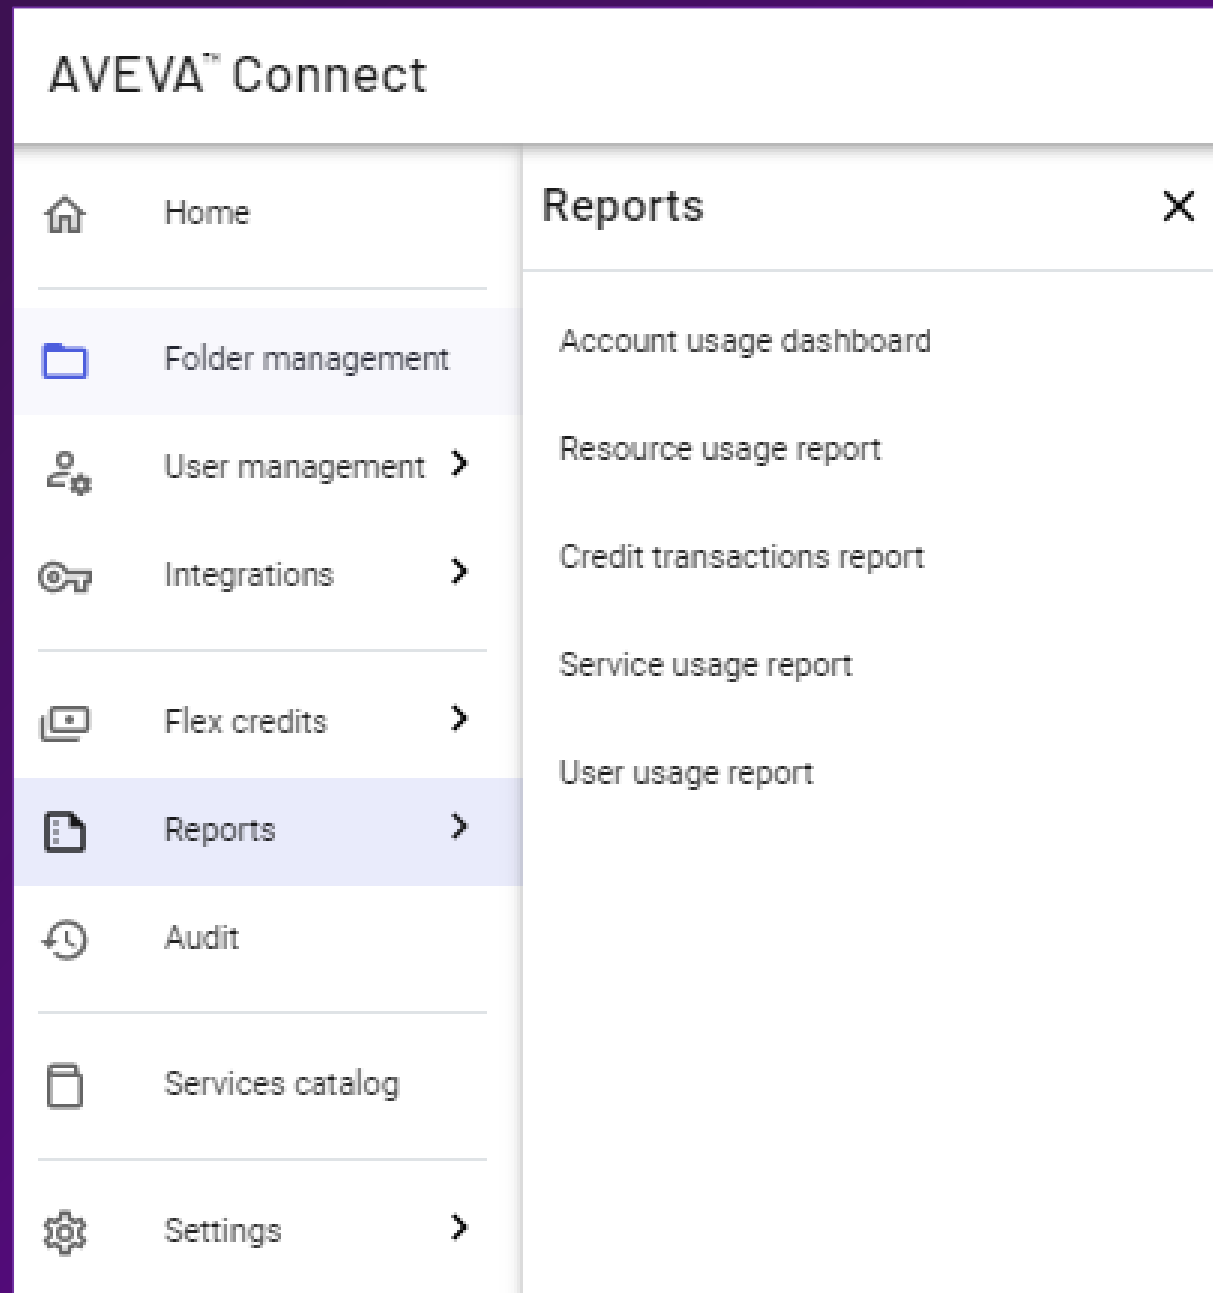 AVEVA™ Connect
Home
Folder management
User management
Integrations
Flex credits
Reports
Audit
Services catalog
Settings
Reports
Account usage dashboard
Resource usage report
Credit transactions report
Service usage report
User usage report